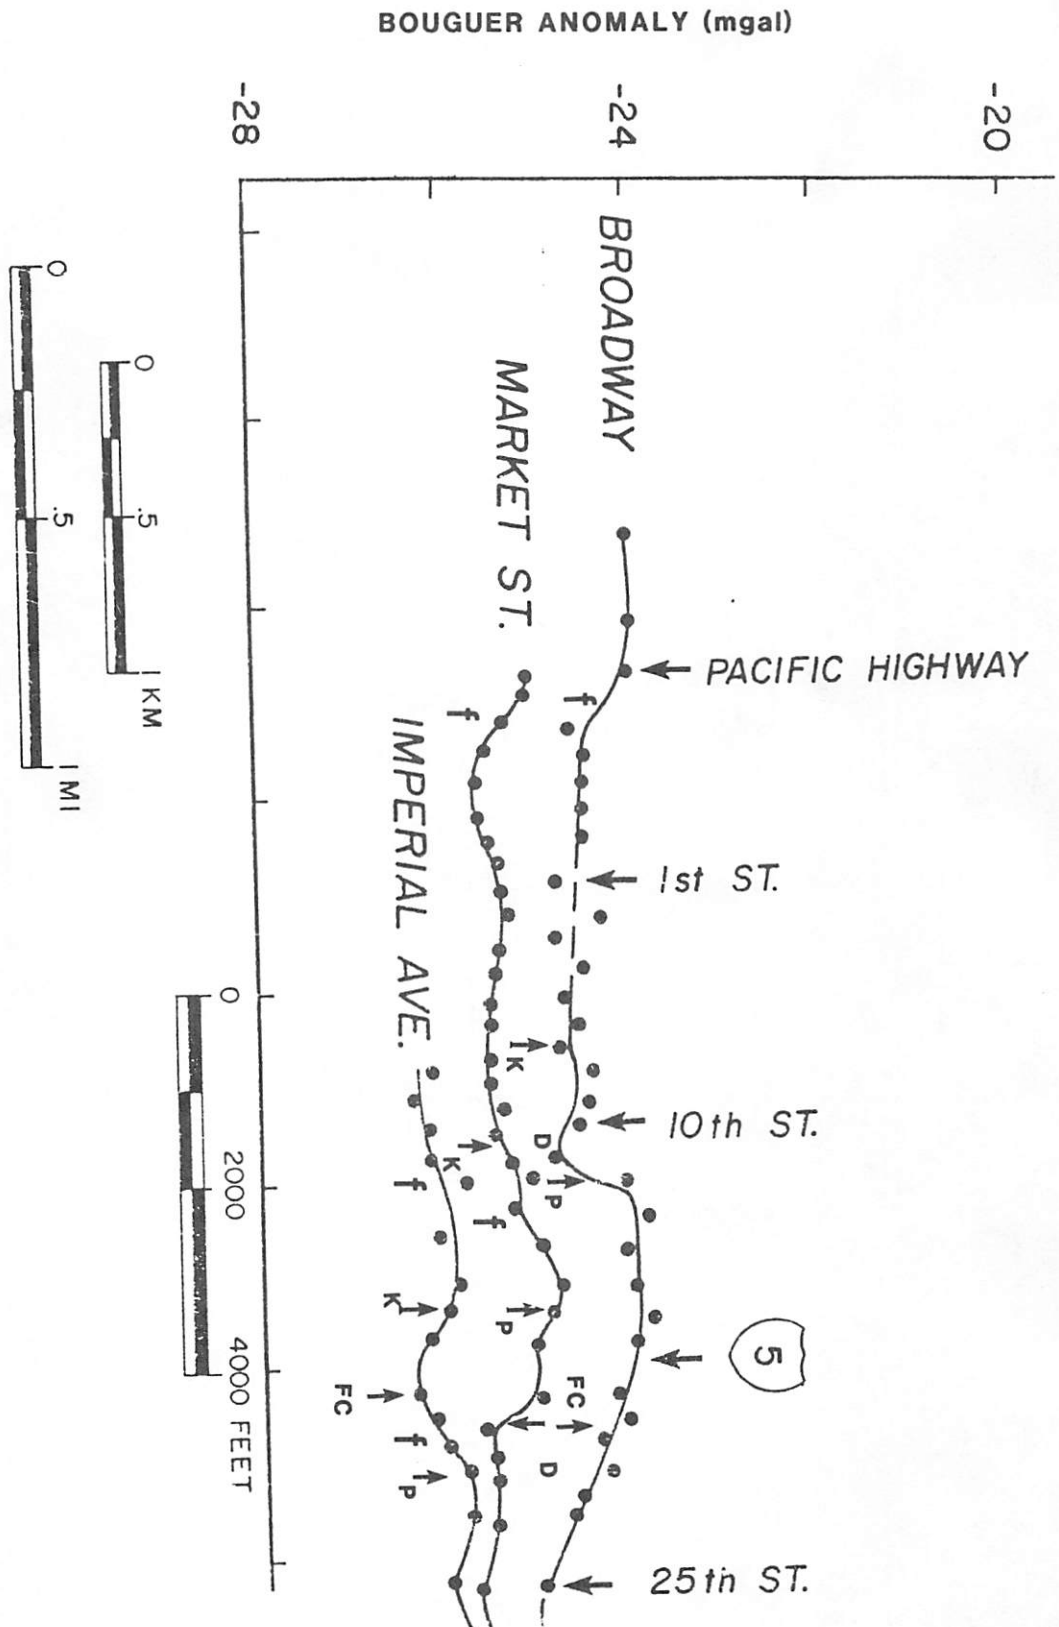 BOUGUER ANOMALY (mgal)
-28
-24
-20
BROADWAY
MARKET ST.
IMPERIAL AVE.
PACIFIC HIGHWAY
1st ST.
10th ST.
5
25th ST.
f
f
K
D
P
K
f
f
K
P
FC
FC
D
f
P
0
.5
1 KM
0
.5
1 MI
0
2000
4000 FEET